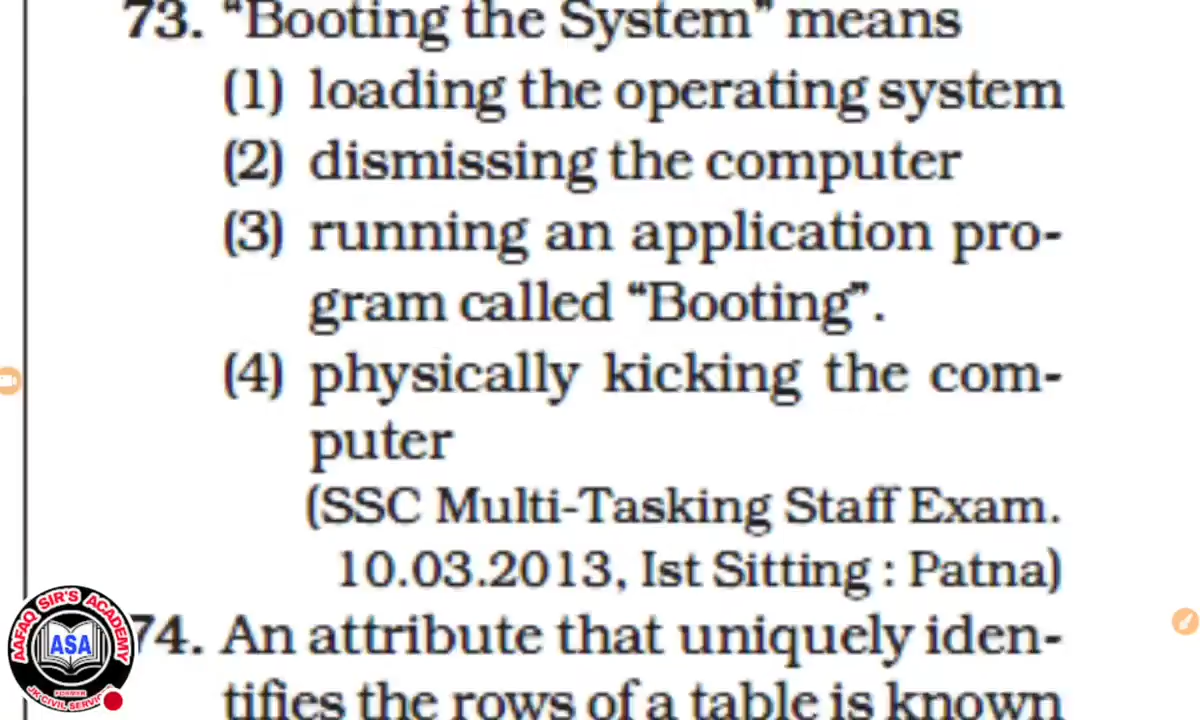 73. “Booting the System” means
(1) loading the operating system
(2) dismissing the computer
(3) running an application pro-
gram called “Booting”.
(4) physically kicking the com-
puter
(SSC Multi-Tasking Staff Exam.
10.03.2013, Ist Sitting : Patna)
74. An attribute that uniquely iden-
tifies the rows of a table is known
AAFAQ SIR'S ACADEMY
ASA